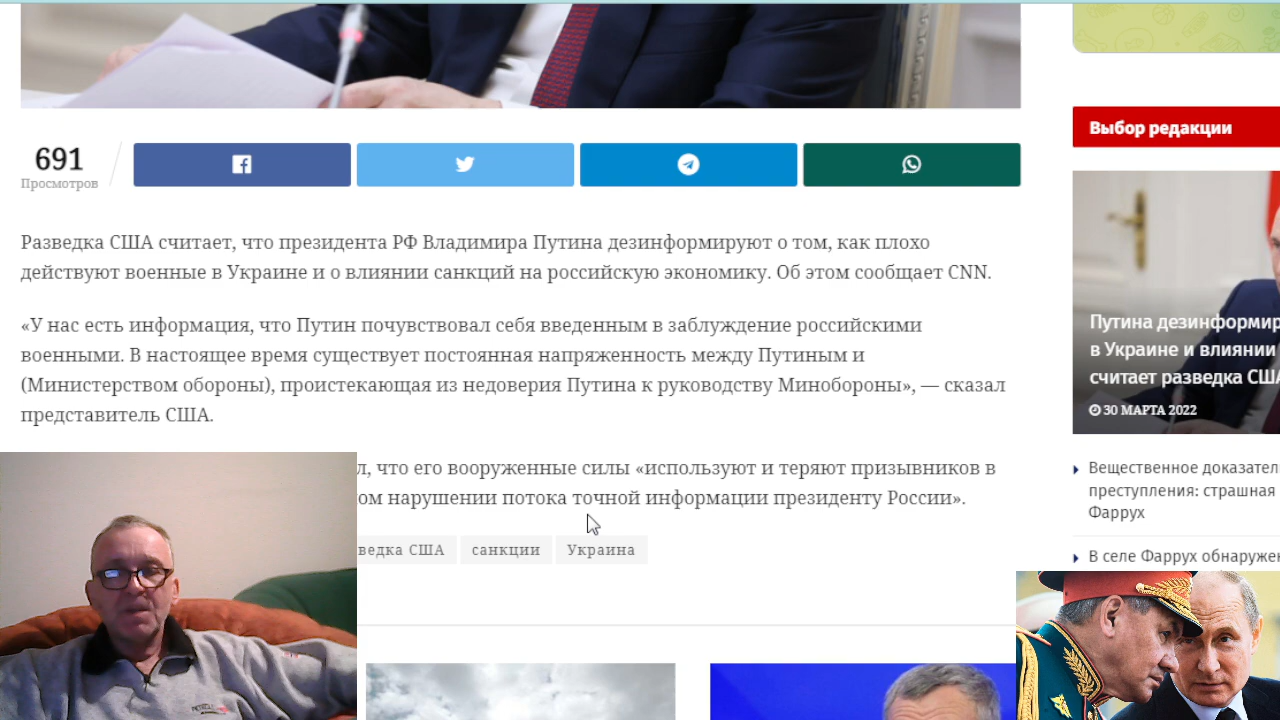 691
Просмотров
Разведка США считает, что президента РФ Владимира Путина дезинформируют о том, как плохо
действуют военные в Украине и о влиянии санкций на российскую экономику. Об этом сообщает CNN.
«У нас есть информация, что Путин почувствовал себя введенным в заблуждение российскими
военными. В настоящее время существует постоянная напряженность между Путиным и
(Министерством обороны), проистекающая из недоверия Путина к руководству Минобороны», — сказал
представитель США.
л, что его вооруженные силы «используют и теряют призывников в
ом нарушении потока точной информации президенту России».
ведка США
санкции
Украина
Выбор редакции
Путина дезинформир
в Украине и влиянии
считает разведка США
30 МАРТА 2022
Вещественное доказател
преступления: страшная
Фаррух
В селе Фаррух обнаружен